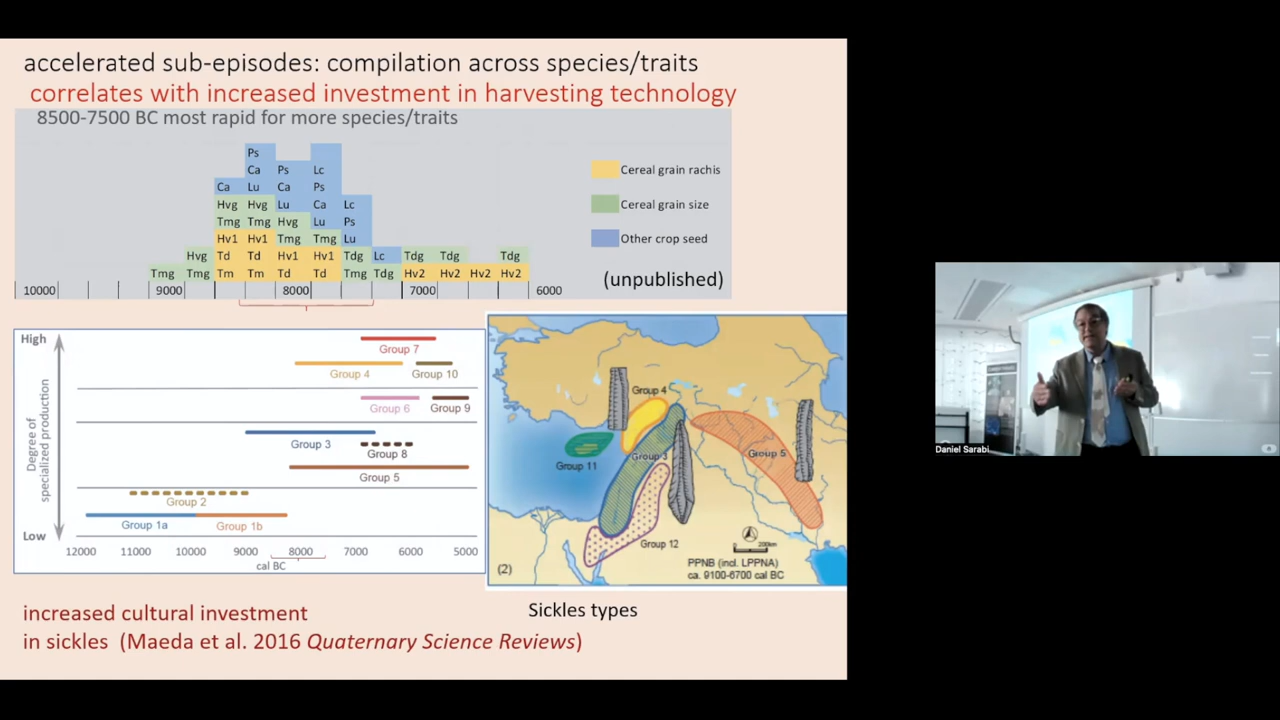 accelerated sub-episodes: compilation across species/traits
correlates with increased investment in harvesting technology
8500-7500 BC most rapid for more species/traits
Ps
Ca Ps Lc
Ca Lu Ca Ps
Hvg Hvg Lu Ca Lc
Tmg Tmg Hvg Lu Ps
Hv1 Hv1 Tmg Tmg Lu
Hvg Td Td Hv1 Hv1 Tdg Lc Tdg Tdg Tdg
Tmg Tmg Tm Tm Td Td Tmg Tdg Hv2 Hv2 Hv2 Hv2
Cereal grain rachis
Cereal grain size
Other crop seed
(unpublished)
10000 9000 8000 7000 6000
High
Degree of
specialized production
Low
Group 7
Group 4 Group 10
Group 6 Group 9
Group 3
Group 8
Group 5
Group 2
Group 1a Group 1b
12000 11000 10000 9000 8000 7000 6000 5000
cal BC
Group 4
Group 3
Group 5
Group 11
Group 12
200km
PPNB (incl. LPPNA)
ca. 9100-6700 cal BC
(2)
increased cultural investment
in sickles (Maeda et al. 2016 Quaternary Science Reviews)
Sickles types
Daniel Sarabi